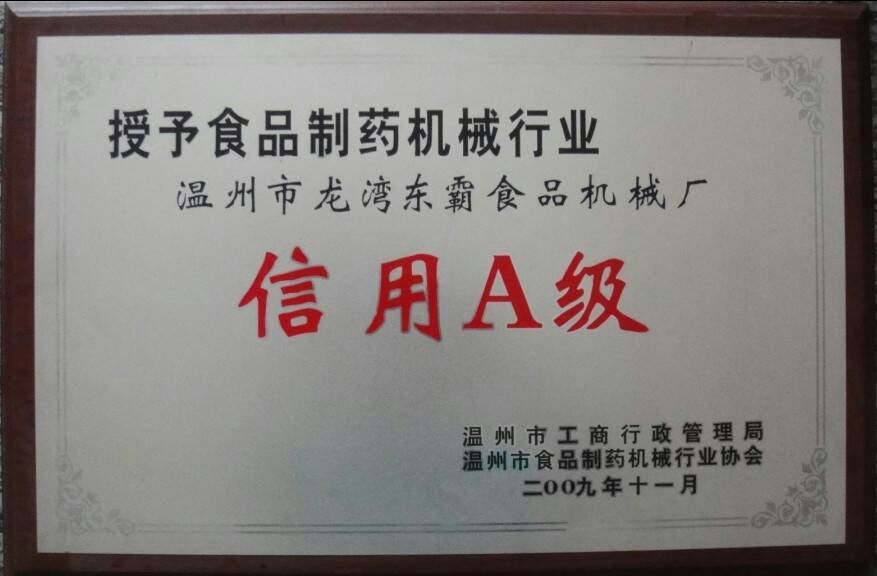 授予食品制药机械行业
温州市龙湾东霸食品机械厂
信用A级
温州市工商行政管理局
温州市食品制药机械行业协会
二OO九年十一月